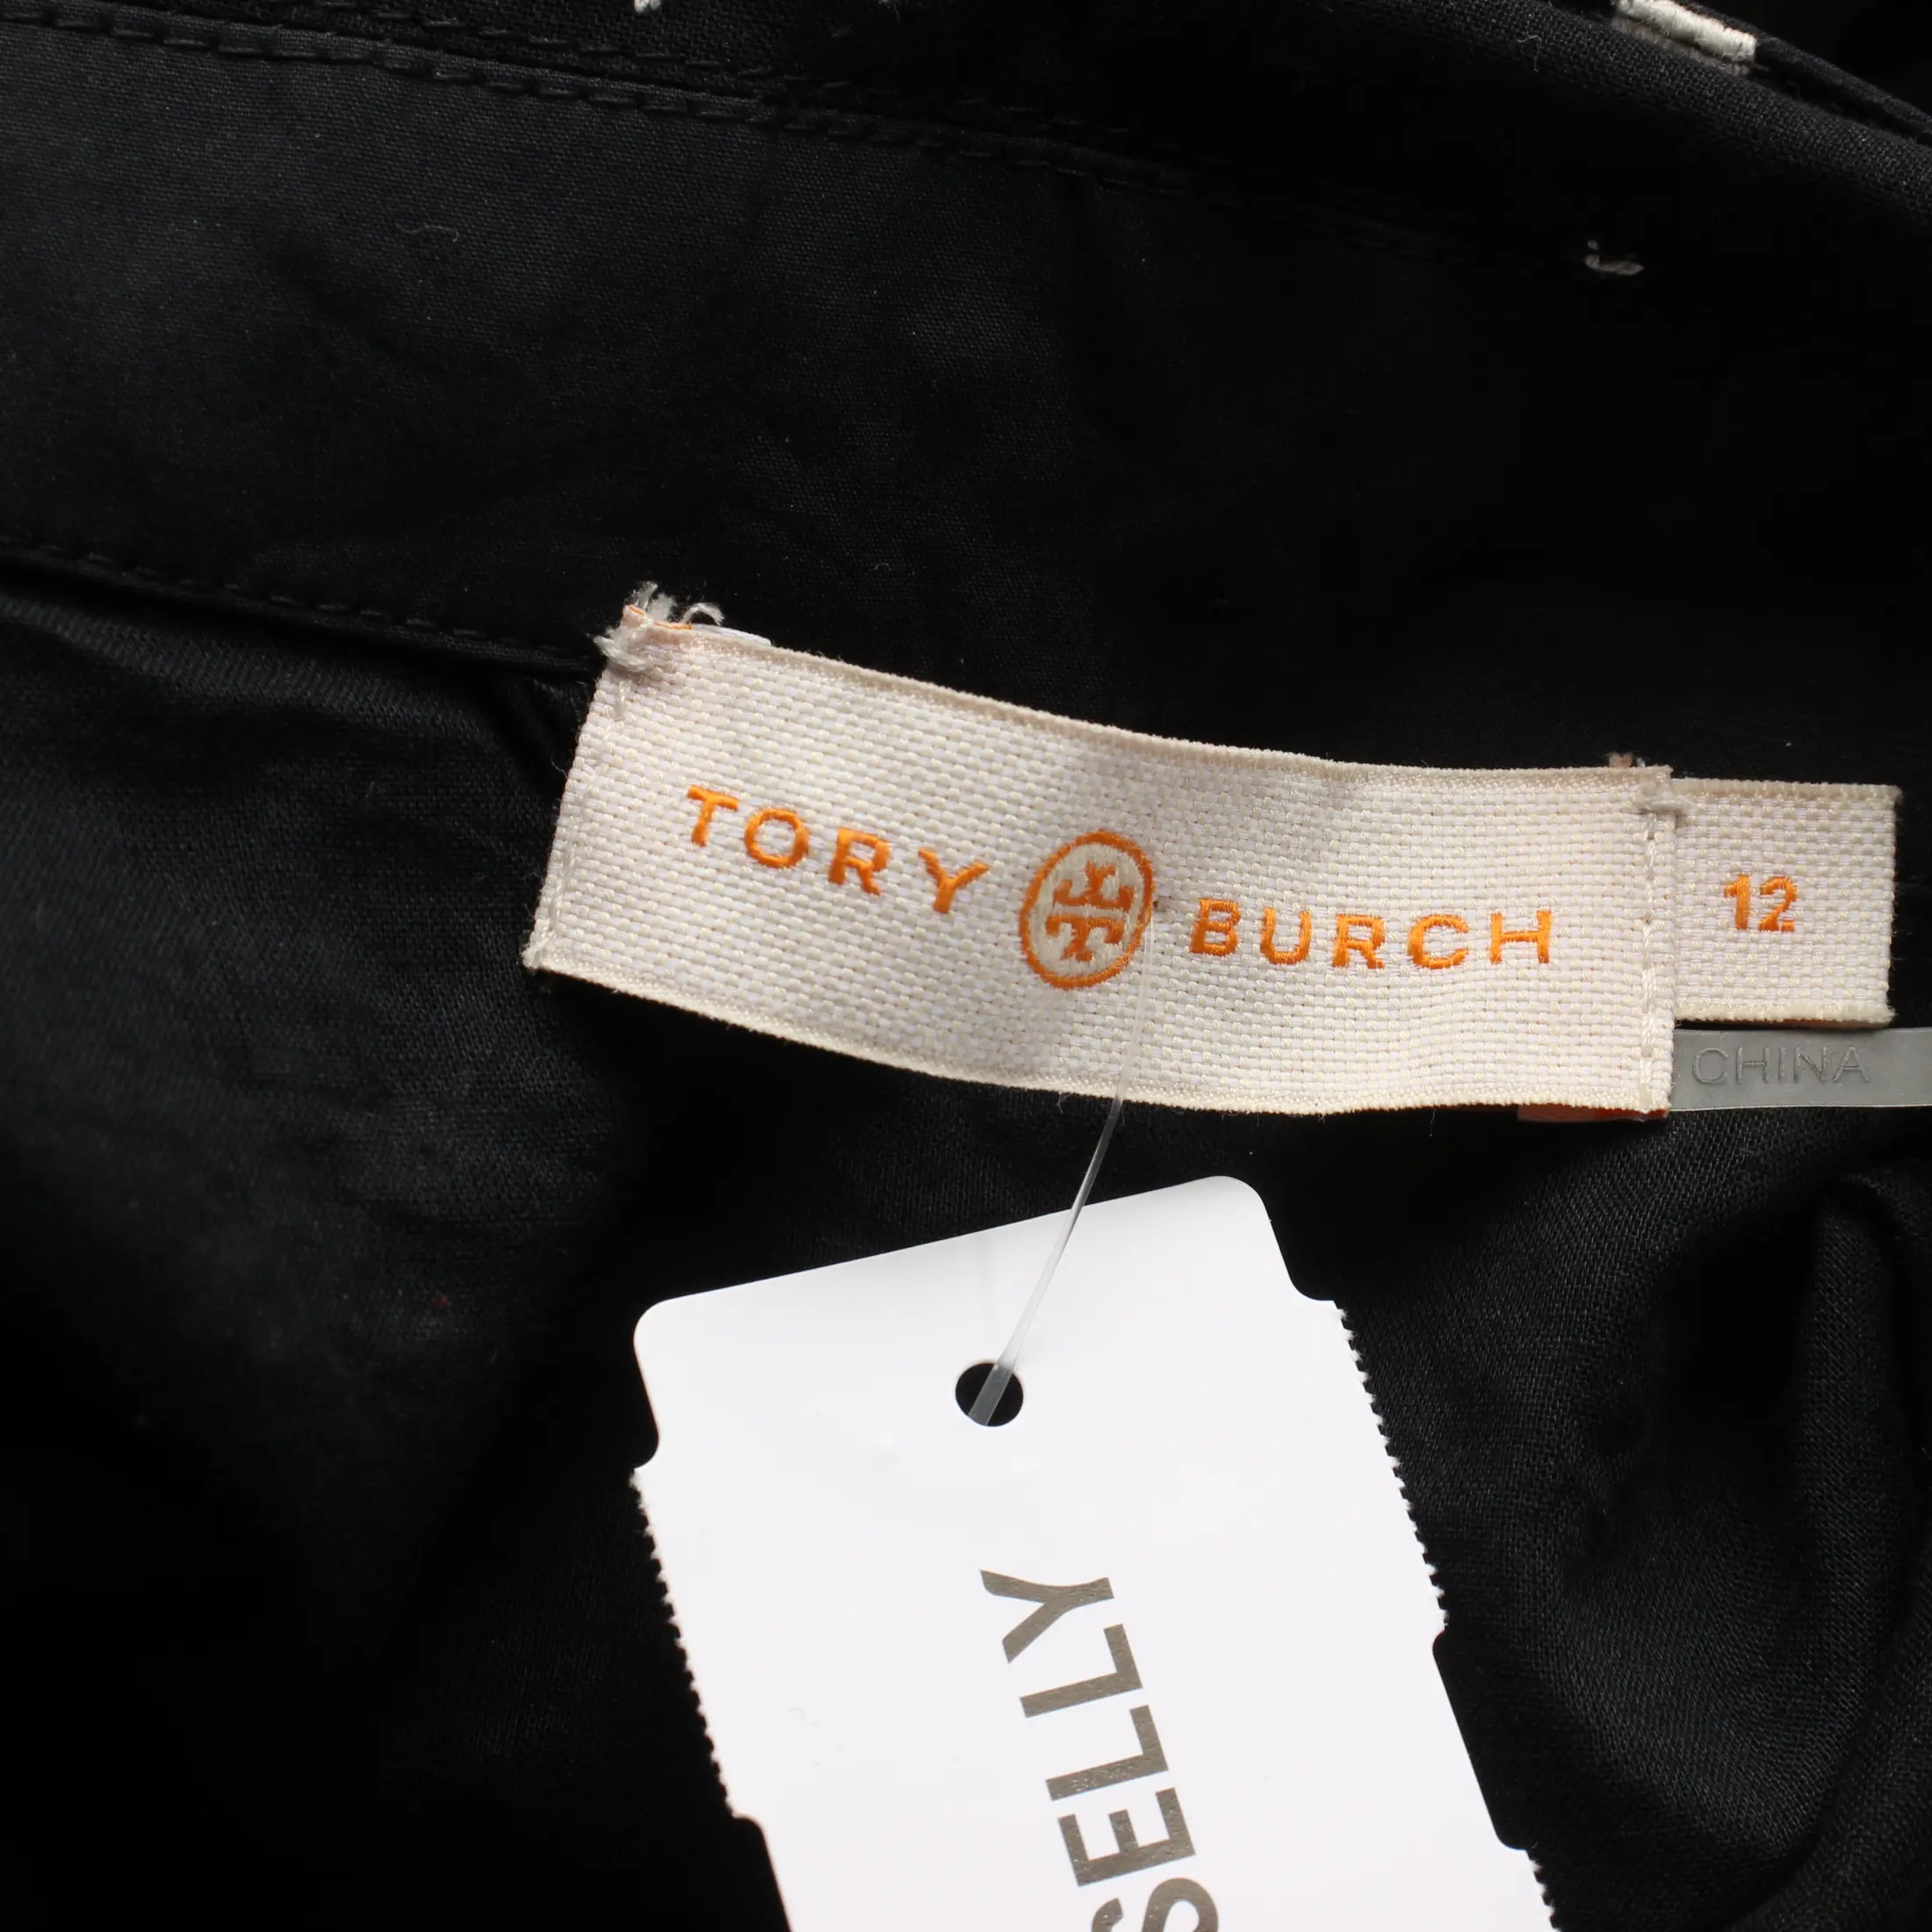 TORY BURCH
12
CHINA
SELLY